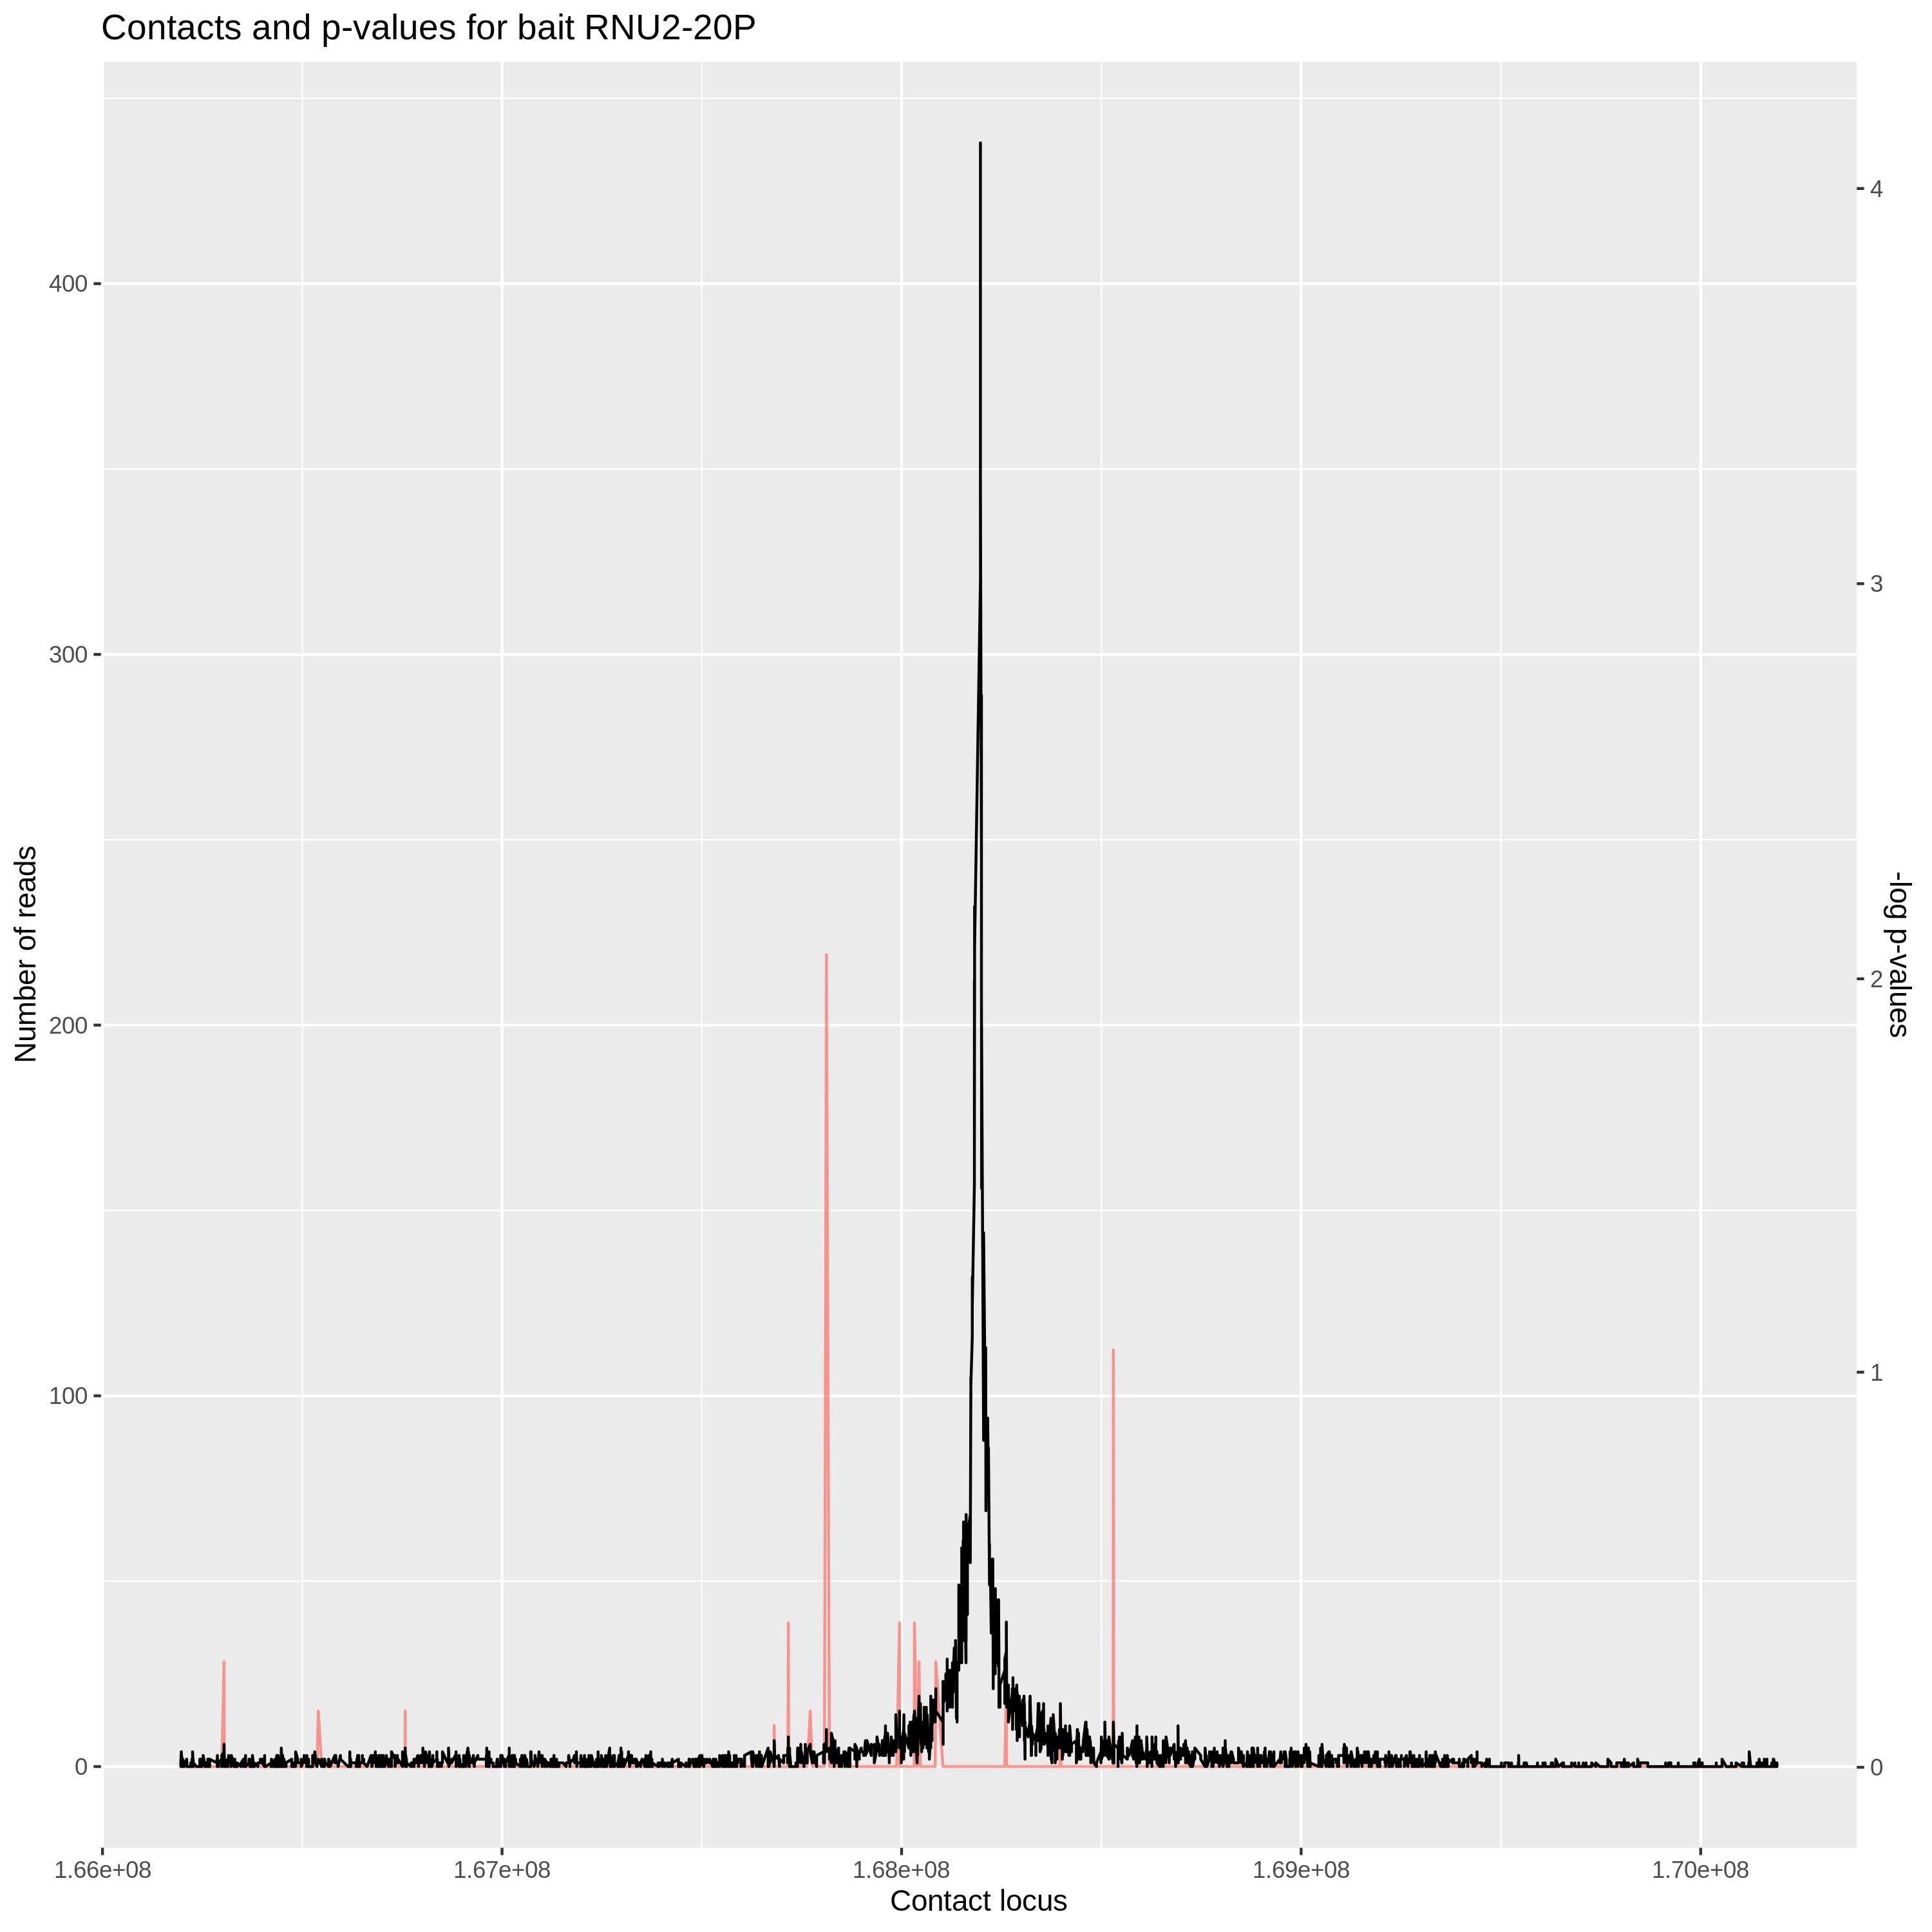 Contacts and p-values for bait RNU2-20P
Number of reads
400
300
200
100
0
4
3
2
1
0
-log p-values
1.66e+08
1.67e+08
1.68e+08
1.69e+08
1.70e+08
Contact locus